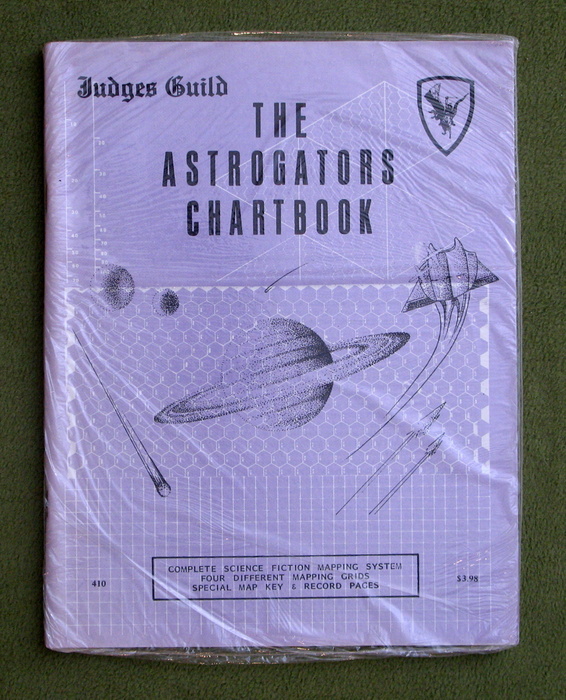 Judges Guild
THE
ASTROGATORS
CHARTBOOK
COMPLETE SCIENCE FICTION MAPPING SYSTEM
FOUR DIFFERENT MAPPING GRIDS
SPECIAL MAP KEY & RECORD PAGES
410
$3.98